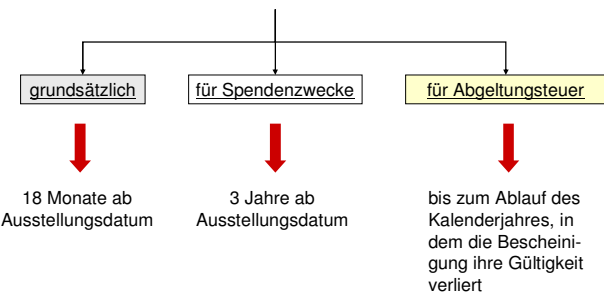 grundsätzlich
für Spendenzwecke
für Abgeltungsteuer
18 Monate ab
Ausstellungsdatum
3 Jahre ab
Ausstellungsdatum
bis zum Ablauf des
Kalenderjahres, in
dem die Bescheini-
gung ihre Gültigkeit
verliert